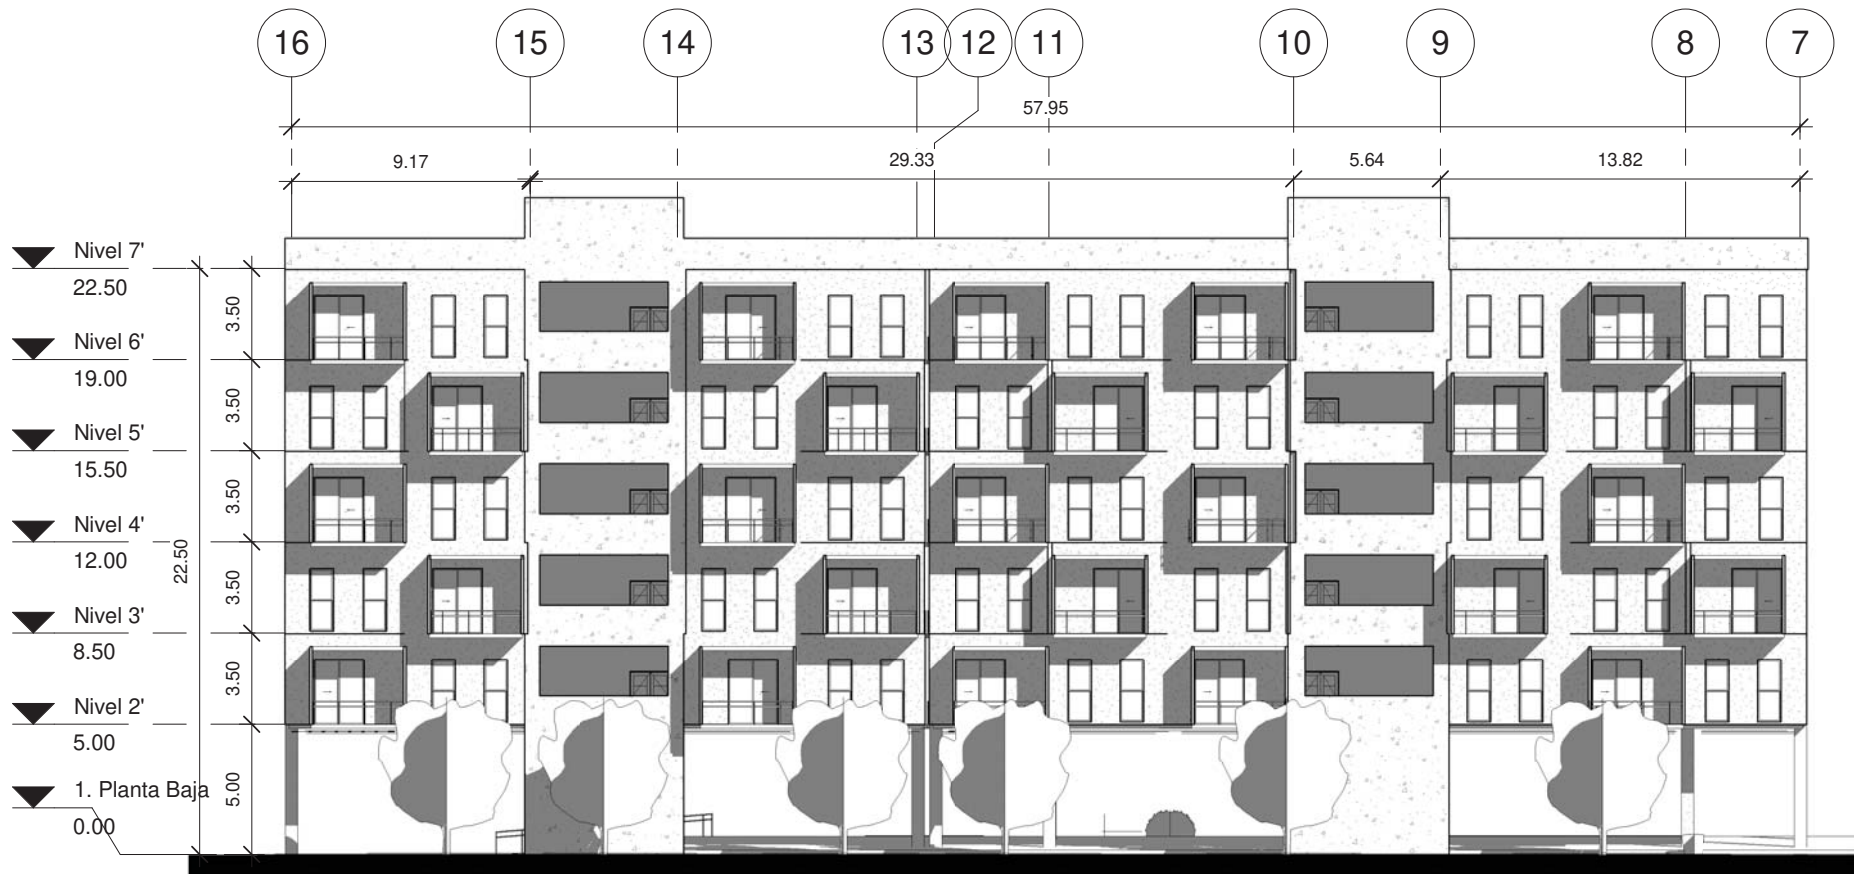 16 15 14 13 12 11 10 9 8 7
57.95
9.17 29.33 5.64 13.82
Nivel 7'
22.50
3.50
Nivel 6'
19.00
3.50
Nivel 5'
15.50
3.50
Nivel 4'
12.00
22.50
3.50
Nivel 3'
8.50
3.50
Nivel 2'
5.00
5.00
1. Planta Baja
0.00